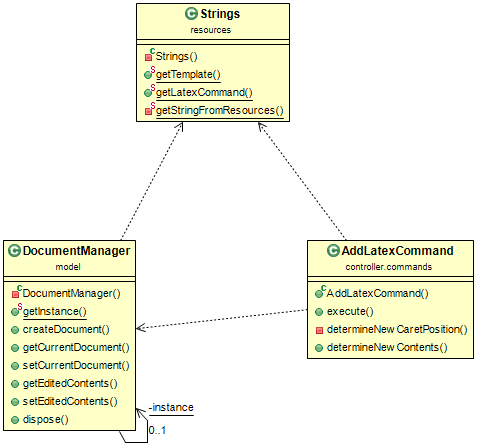 Strings
resources
Strings()
getTemplate()
getLatexCommand()
getStringFromResources()
DocumentManager
model
DocumentManager()
getInstance()
createDocument()
getCurrentDocument()
setCurrentDocument()
getEditedContents()
setEditedContents()
dispose()
-instance
0..1
AddLatexCommand
controller.commands
AddLatexCommand()
execute()
determineNewCaretPosition()
determineNewContents()